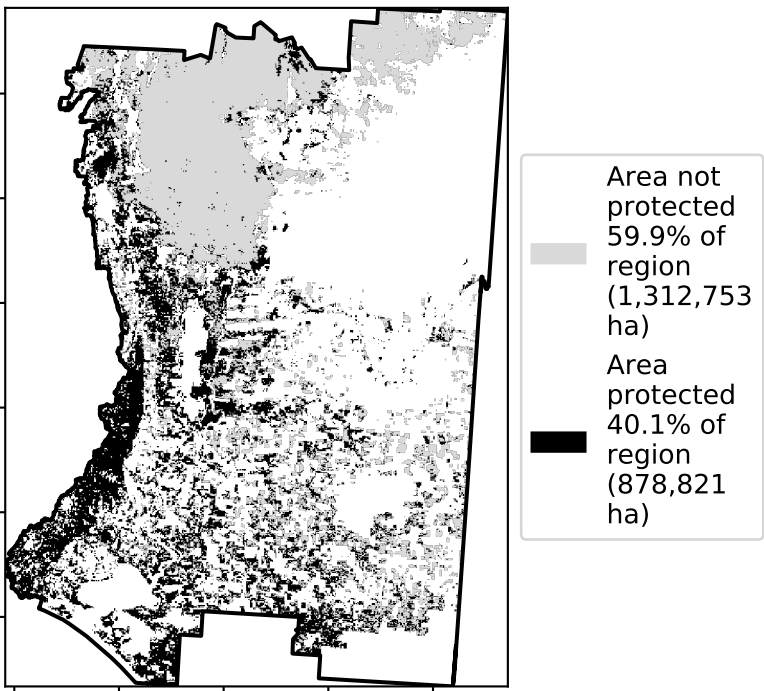 Area not
protected
59.9% of
region
(1,312,753
ha)
Area
protected
40.1% of
region
(878,821
ha)